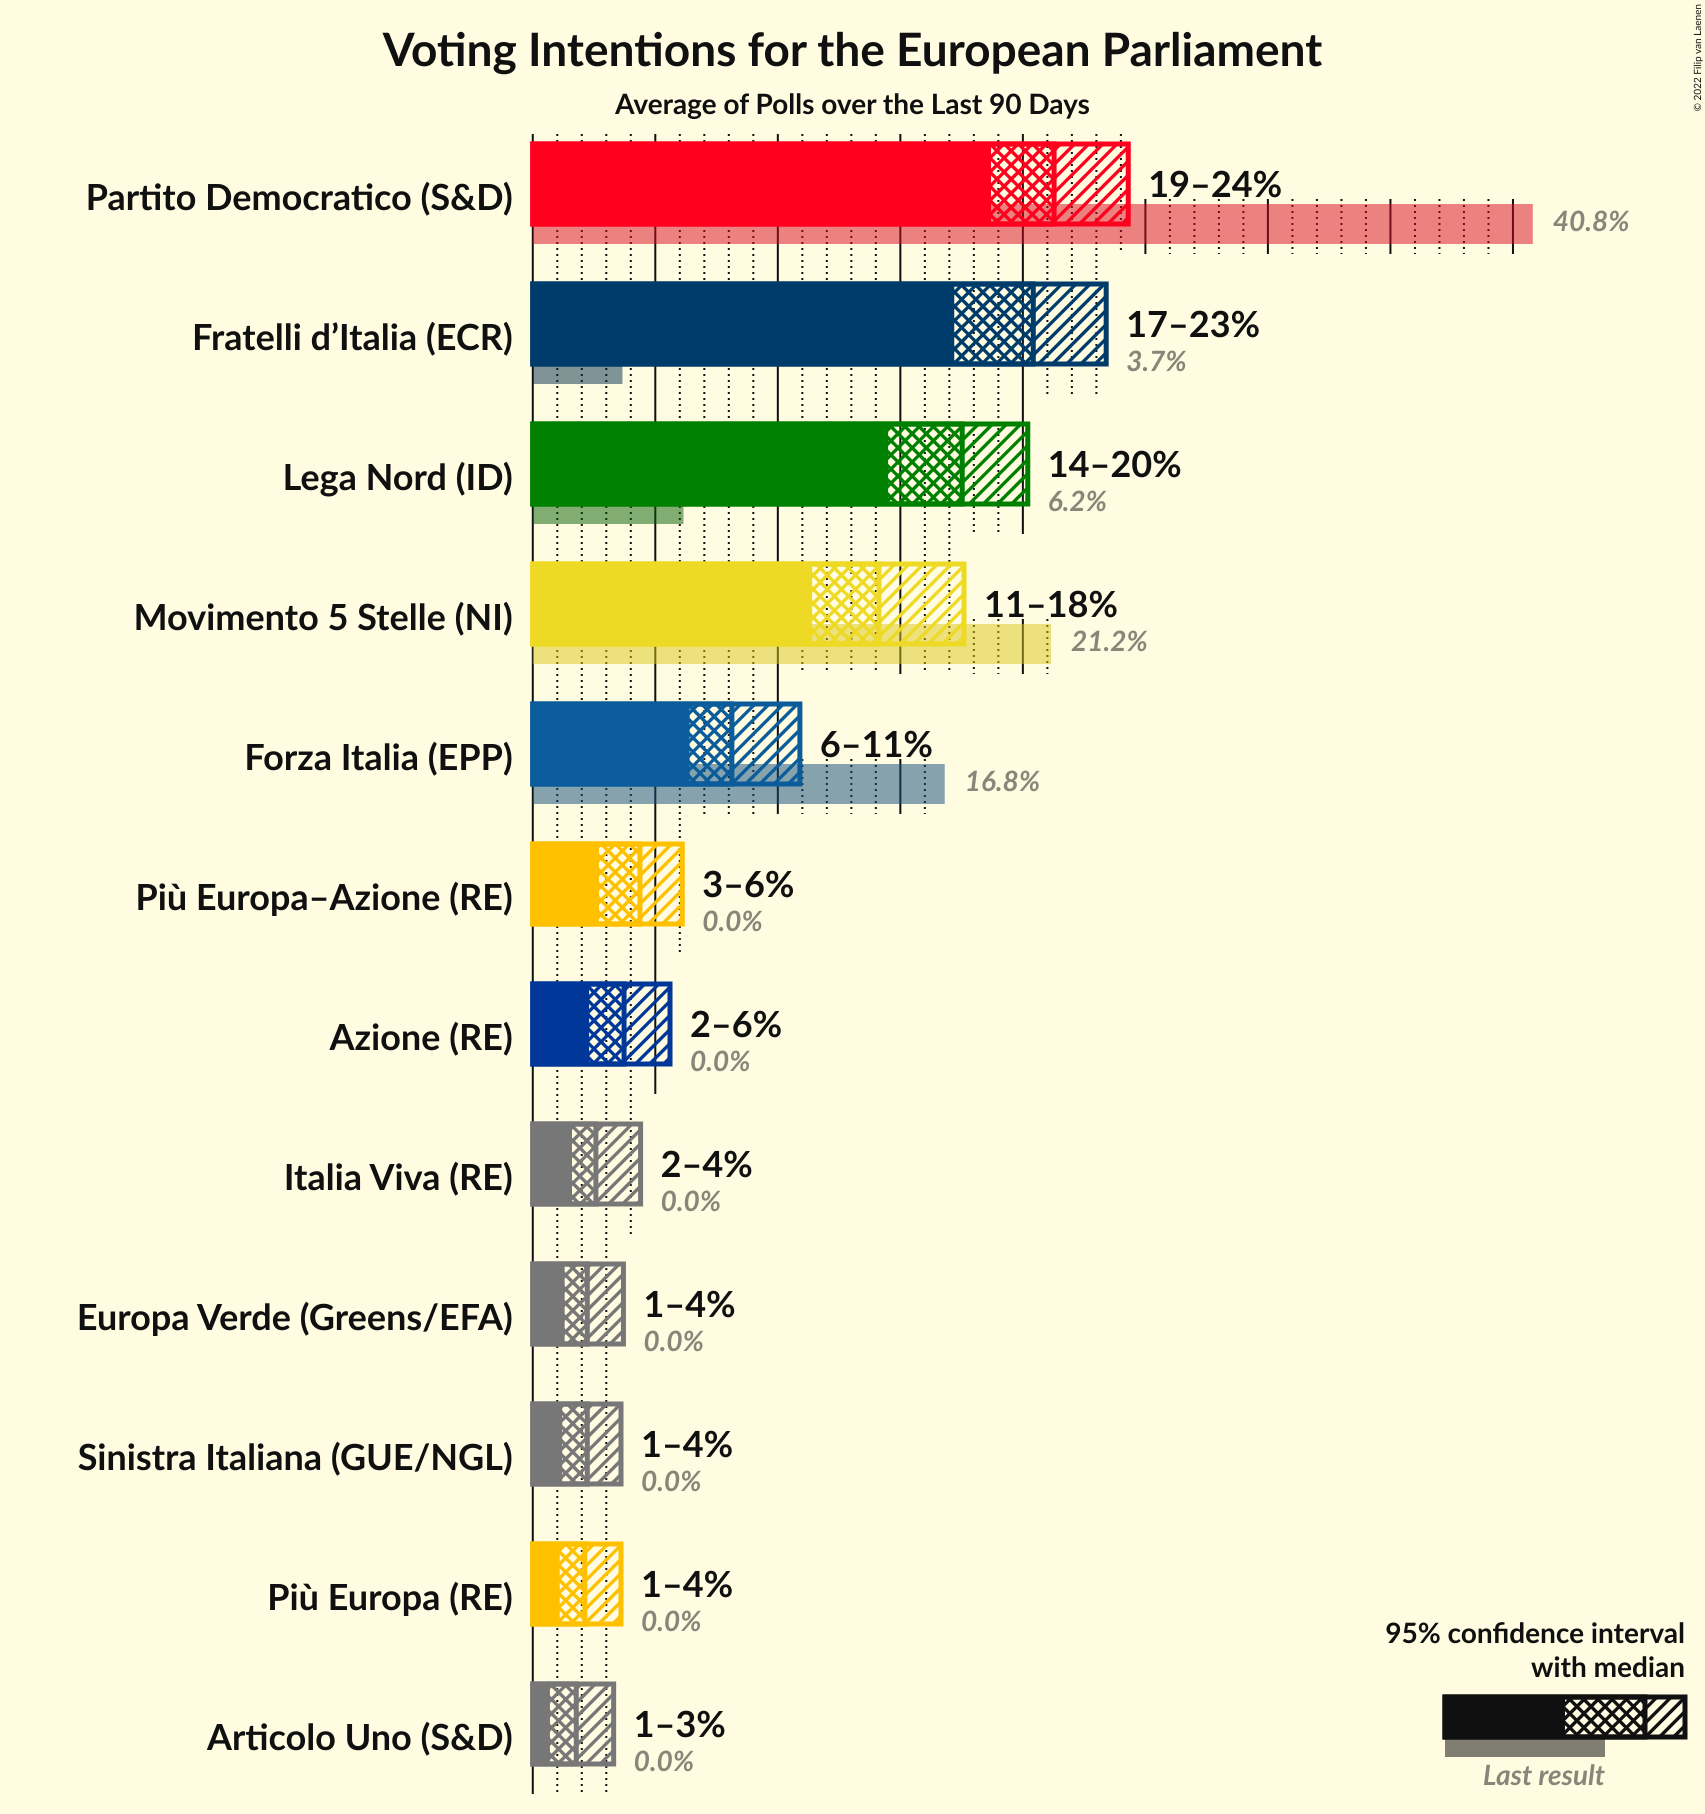 © 2022 Filip van Laenen
Voting Intentions for the European Parliament
Average of Polls over the Last 90 Days
Partito Democratico (S&D)
19–24%
40.8%
Fratelli d’Italia (ECR)
17–23%
3.7%
Lega Nord (ID)
14–20%
6.2%
Movimento 5 Stelle (NI)
11–18%
21.2%
Forza Italia (EPP)
6–11%
16.8%
Più Europa–Azione (RE)
3–6%
0.0%
Azione (RE)
2–6%
0.0%
Italia Viva (RE)
2–4%
0.0%
Europa Verde (Greens/EFA)
1–4%
0.0%
Sinistra Italiana (GUE/NGL)
1–4%
0.0%
Più Europa (RE)
1–4%
0.0%
Articolo Uno (S&D)
1–3%
0.0%
95% confidence interval
with median
Last result